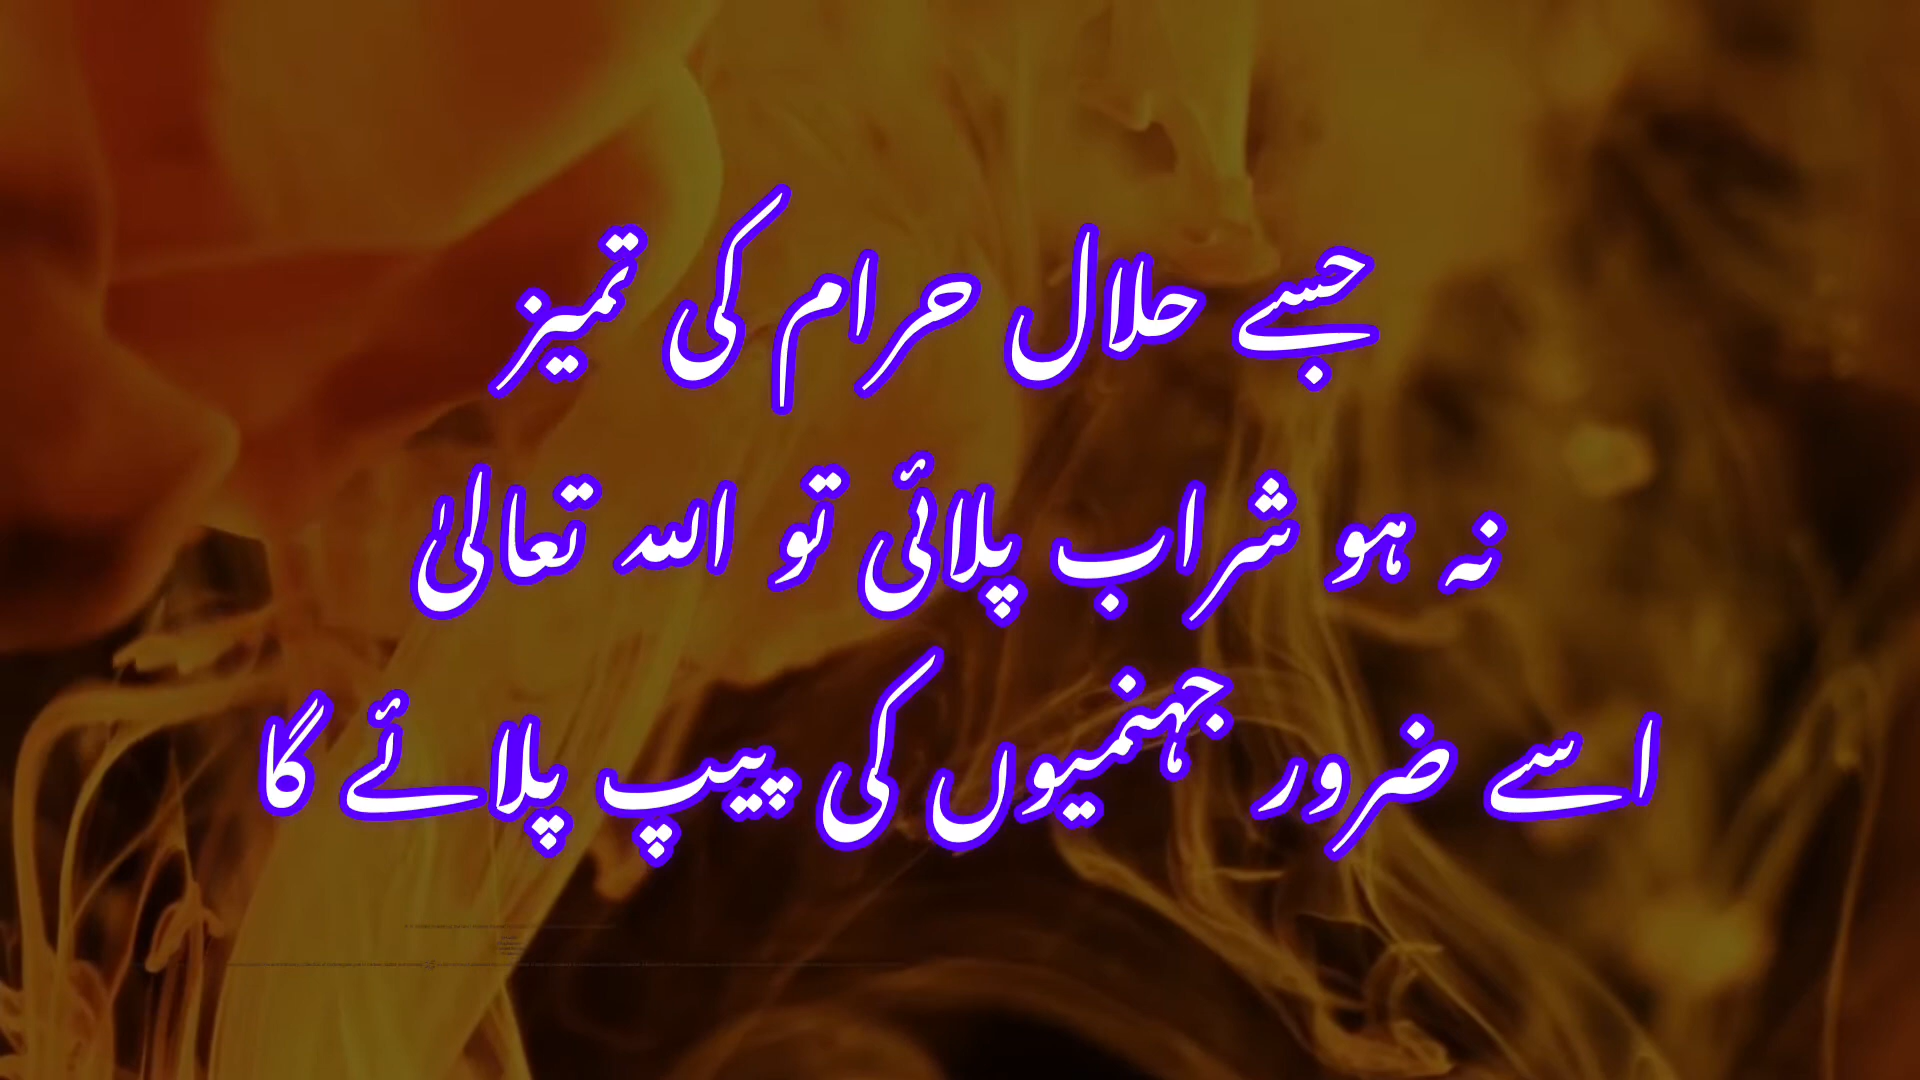 جسے حلال حرام کی تمیز
نہ ہو شراب پلائی تو اللہ تعالیٰ
اسے ضرور جہنمیوں کی پیپ پلائے گا